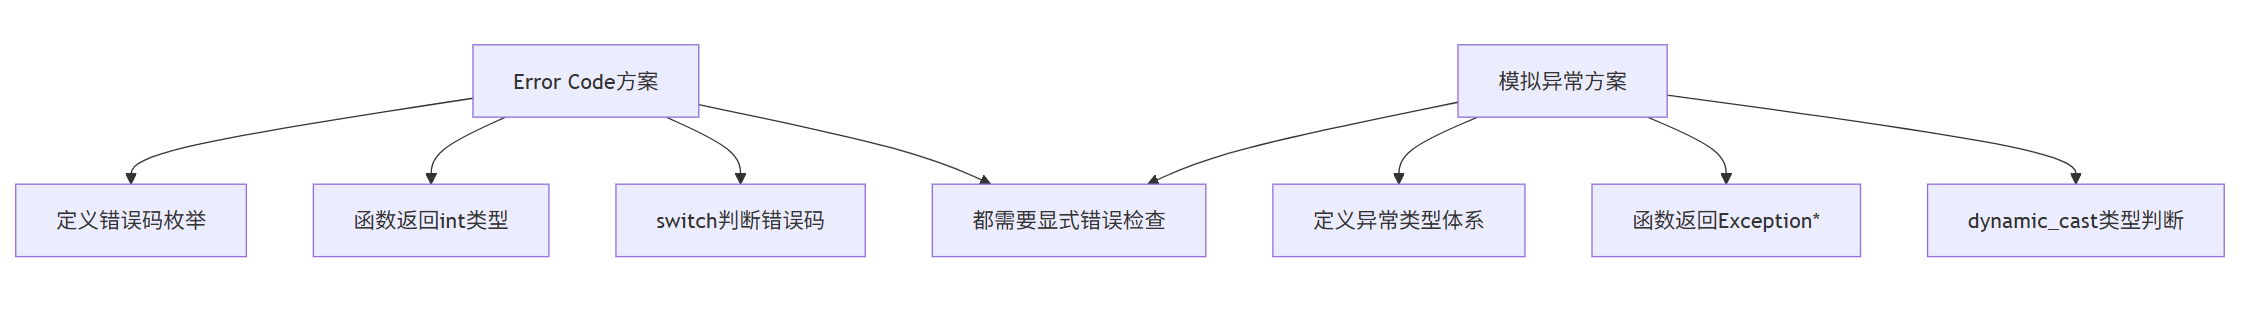 Error Code方案
模拟异常方案
定义错误码枚举
函数返回int类型
switch判断错误码
都需要显式错误检查
定义异常类型体系
函数返回Exception*
dynamic_cast类型判断